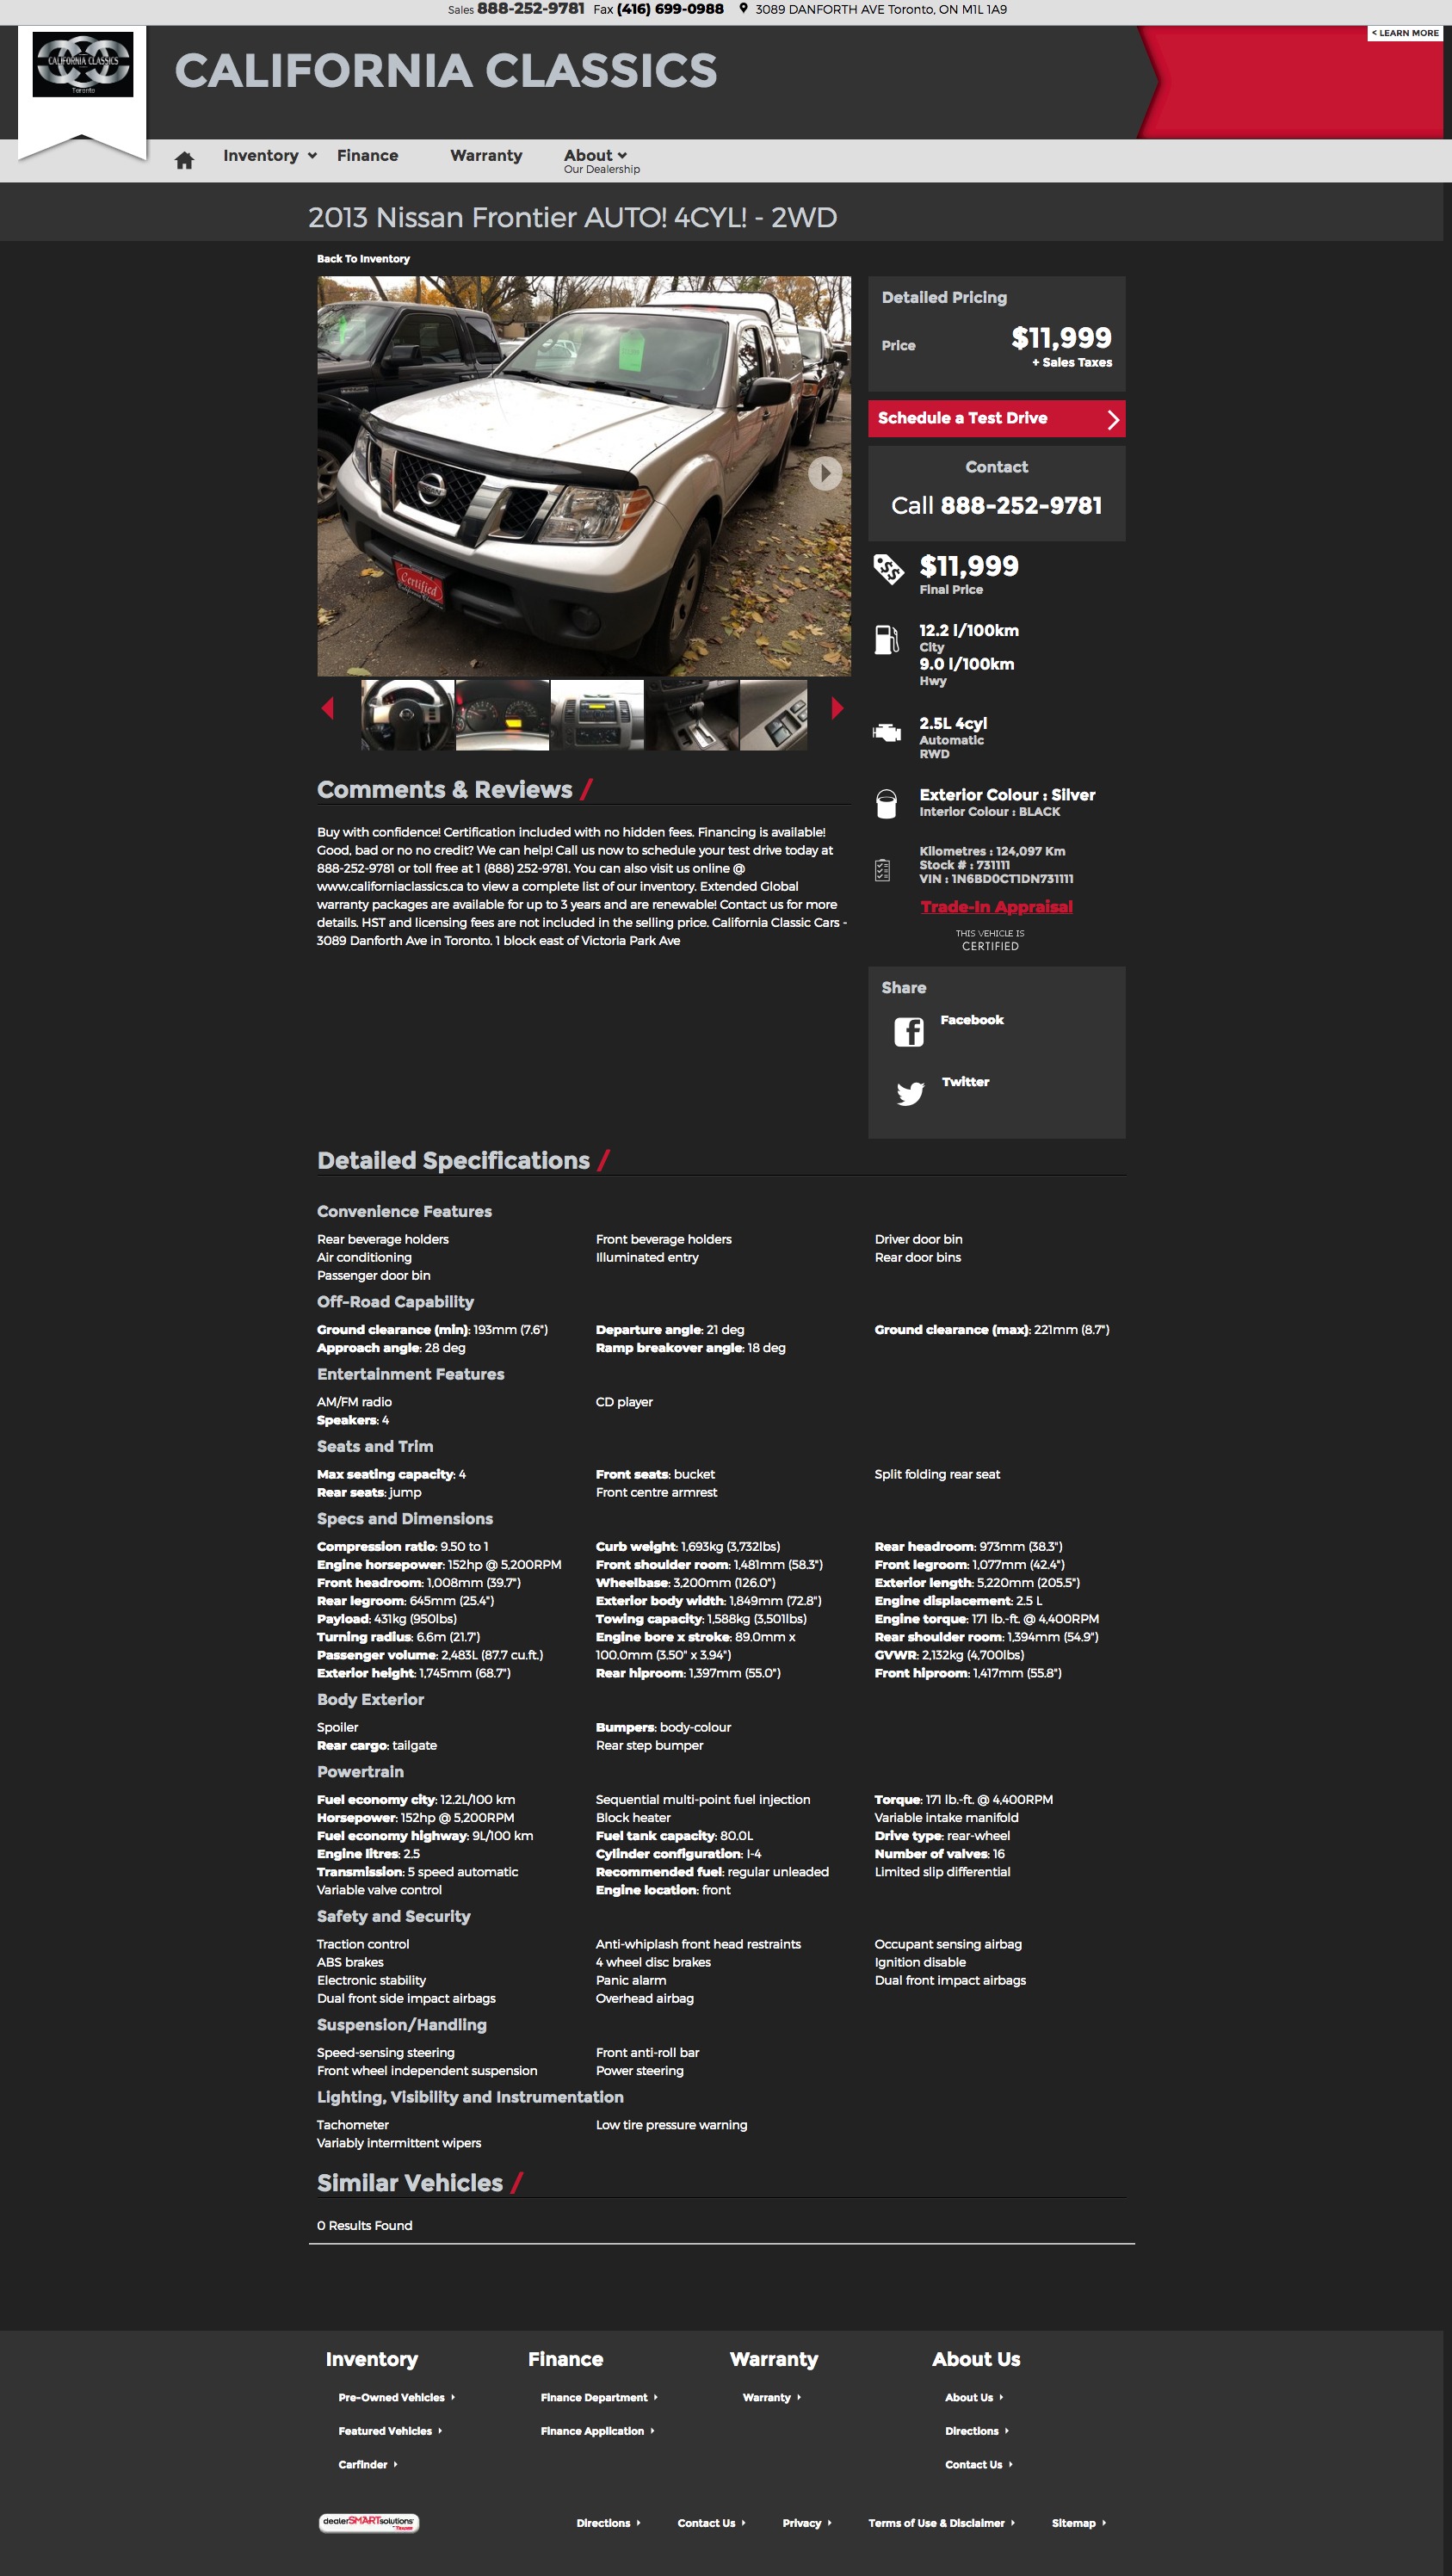 Sales 888-252-9781 Fax (416) 699-0988 3089 DANFORTH AVE Toronto, ON M1L 1A9
< LEARN MORE
CALIFORNIA CLASSICS
Toronto
CALIFORNIA CLASSICS
Inventory Finance Warranty About
Our Dealership
2013 Nissan Frontier AUTO! 4CYL! - 2WD
Back To Inventory
NISSAN
Certified
California Classics
Detailed Pricing
Price $11,999
+ Sales Taxes
Schedule a Test Drive
Contact
Call 888-252-9781
$11,999
Final Price
12.2 l/100km
City
9.0 l/100km
Hwy
2.5L 4cyl
Automatic
RWD
Exterior Colour : Silver
Interior Colour : BLACK
Kilometres : 124,097 Km
Stock # : 731111
VIN : 1N6BD0CT1DN731111
Trade-In Appraisal
THIS VEHICLE IS
CERTIFIED
Share
Facebook
Twitter
Comments & Reviews /
Buy with confidence! Certification included with no hidden fees. Financing is available!
Good, bad or no no credit? We can help! Call us now to schedule your test drive today at
888-252-9781 or toll free at 1 (888) 252-9781. You can also visit us online @
www.californiaclassics.ca to view a complete list of our inventory. Extended Global
warranty packages are available for up to 3 years and are renewable! Contact us for more
details. HST and licensing fees are not included in the selling price. California Classic Cars -
3089 Danforth Ave in Toronto. 1 block east of Victoria Park Ave
Detailed Specifications /
Convenience Features
Rear beverage holders Front beverage holders Driver door bin
Air conditioning Illuminated entry Rear door bins
Passenger door bin
Off-Road Capability
Ground clearance (min): 193mm (7.6") Departure angle: 21 deg Ground clearance (max): 221mm (8.7")
Approach angle: 28 deg Ramp breakover angle: 18 deg
Entertainment Features
AM/FM radio CD player
Speakers: 4
Seats and Trim
Max seating capacity: 4 Front seats: bucket Split folding rear seat
Rear seats: jump Front centre armrest
Specs and Dimensions
Compression ratio: 9.50 to 1 Curb weight: 1,693kg (3,732lbs) Rear headroom: 973mm (38.3")
Engine horsepower: 152hp @ 5,200RPM Front shoulder room: 1,481mm (58.3") Front legroom: 1,077mm (42.4")
Front headroom: 1,008mm (39.7") Wheelbase: 3,200mm (126.0") Exterior length: 5,220mm (205.5")
Rear legroom: 645mm (25.4") Exterior body width: 1,849mm (72.8") Engine displacement: 2.5 L
Payload: 431kg (950lbs) Towing capacity: 1,588kg (3,501lbs) Engine torque: 171 lb.-ft. @ 4,400RPM
Turning radius: 6.6m (21.7') Engine bore x stroke: 89.0mm x Rear shoulder room: 1,394mm (54.9")
Passenger volume: 2,483L (87.7 cu.ft.) 100.0mm (3.50" x 3.94") GVWR: 2,132kg (4,700lbs)
Exterior height: 1,745mm (68.7") Rear hiproom: 1,397mm (55.0") Front hiproom: 1,417mm (55.8")
Body Exterior
Spoiler Bumpers: body-colour
Rear cargo: tailgate Rear step bumper
Powertrain
Fuel economy city: 12.2L/100 km Sequential multi-point fuel injection Torque: 171 lb.-ft. @ 4,400RPM
Horsepower: 152hp @ 5,200RPM Block heater Variable intake manifold
Fuel economy highway: 9L/100 km Fuel tank capacity: 80.0L Drive type: rear-wheel
Engine litres: 2.5 Cylinder configuration: I-4 Number of valves: 16
Transmission: 5 speed automatic Recommended fuel: regular unleaded Limited slip differential
Variable valve control Engine location: front
Safety and Security
Traction control Anti-whiplash front head restraints Occupant sensing airbag
ABS brakes 4 wheel disc brakes Ignition disable
Electronic stability Panic alarm Dual front impact airbags
Dual front side impact airbags Overhead airbag
Suspension/Handling
Speed-sensing steering Front anti-roll bar
Front wheel independent suspension Power steering
Lighting, Visibility and Instrumentation
Tachometer Low tire pressure warning
Variably intermittent wipers
Similar Vehicles /
0 Results Found
Inventory Finance Warranty About Us
Pre-Owned Vehicles Finance Department Warranty About Us
Featured Vehicles Finance Application Directions
Carfinder Contact Us
dealerSMARTsolutions
Directions Contact Us Privacy Terms of Use & Disclaimer Sitemap